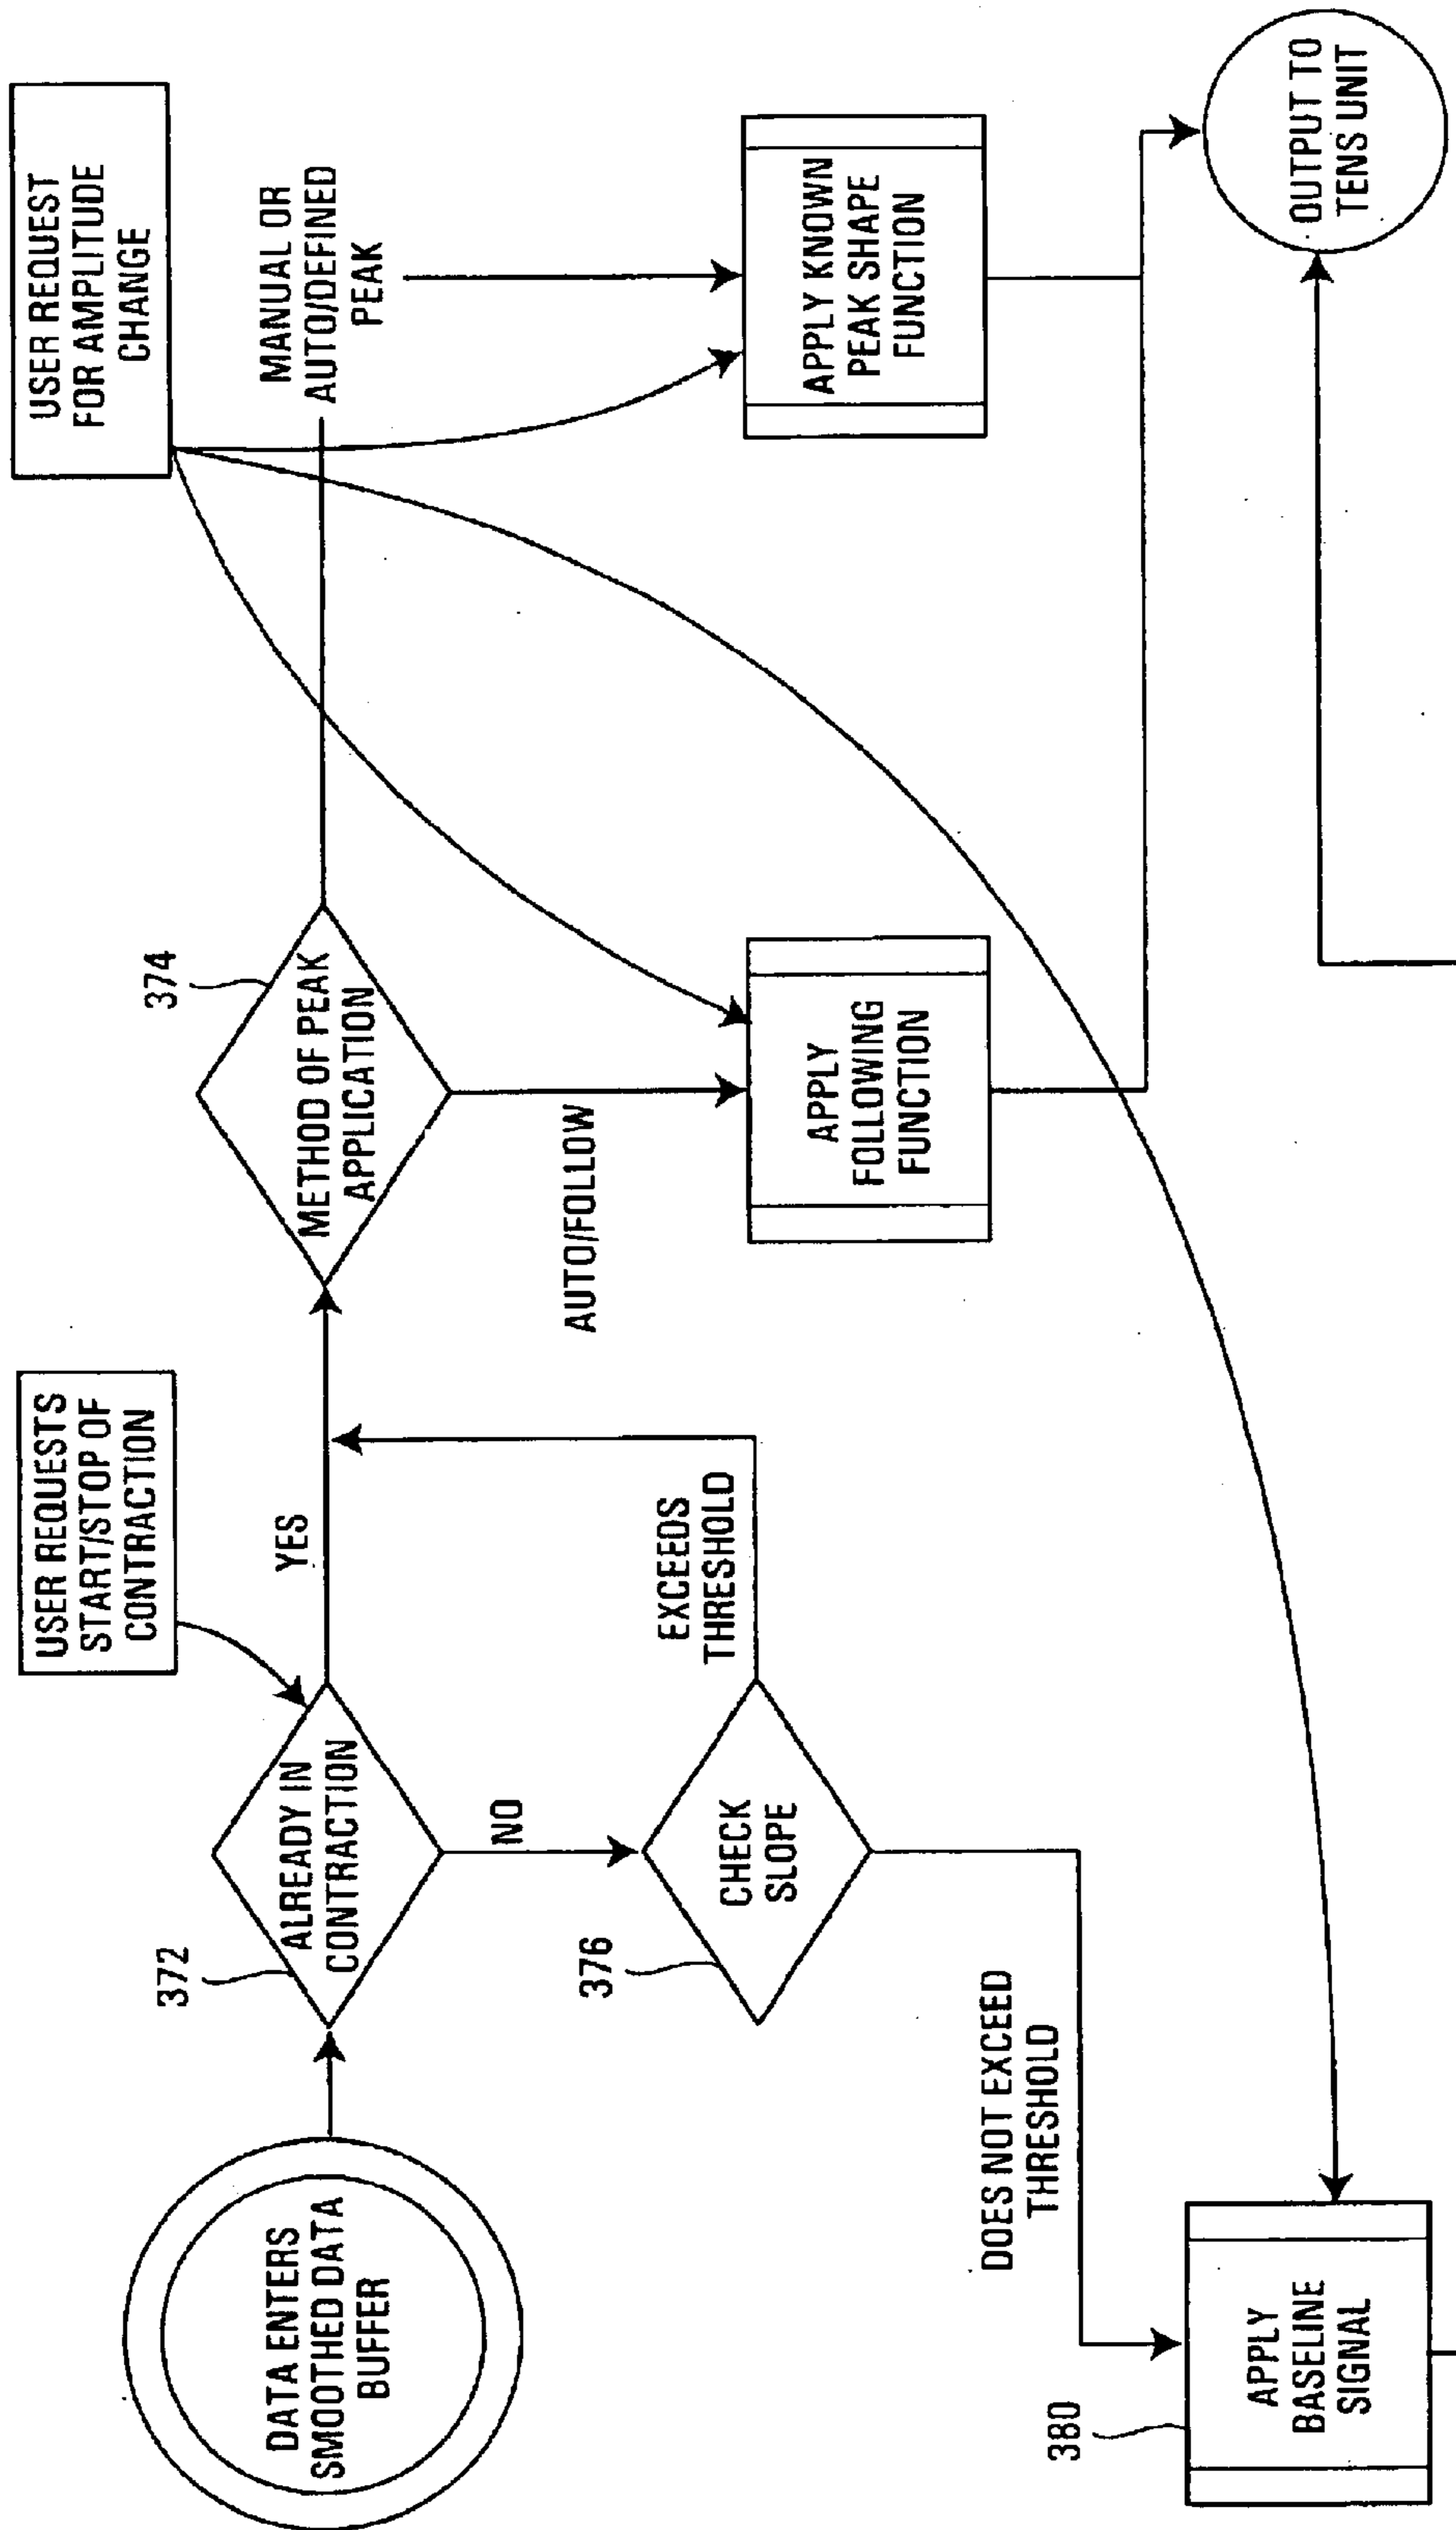 USER REQUESTS
START/STOP OF
CONTRACTION
USER REQUEST
FOR AMPLITUDE
CHANGE
DATA ENTERS
SMOOTHED DATA
BUFFER
372
ALREADY IN
CONTRACTION
YES
374
METHOD OF PEAK
APPLICATION
MANUAL OR
AUTO/DEFINED
PEAK
NO
376
CHECK
SLOPE
EXCEEDS
THRESHOLD
AUTO/FOLLOW
APPLY
FOLLOWING
FUNCTION
APPLY KNOWN
PEAK SHAPE
FUNCTION
DOES NOT EXCEED
THRESHOLD
380
APPLY
BASELINE
SIGNAL
OUTPUT TO
TENS UNIT